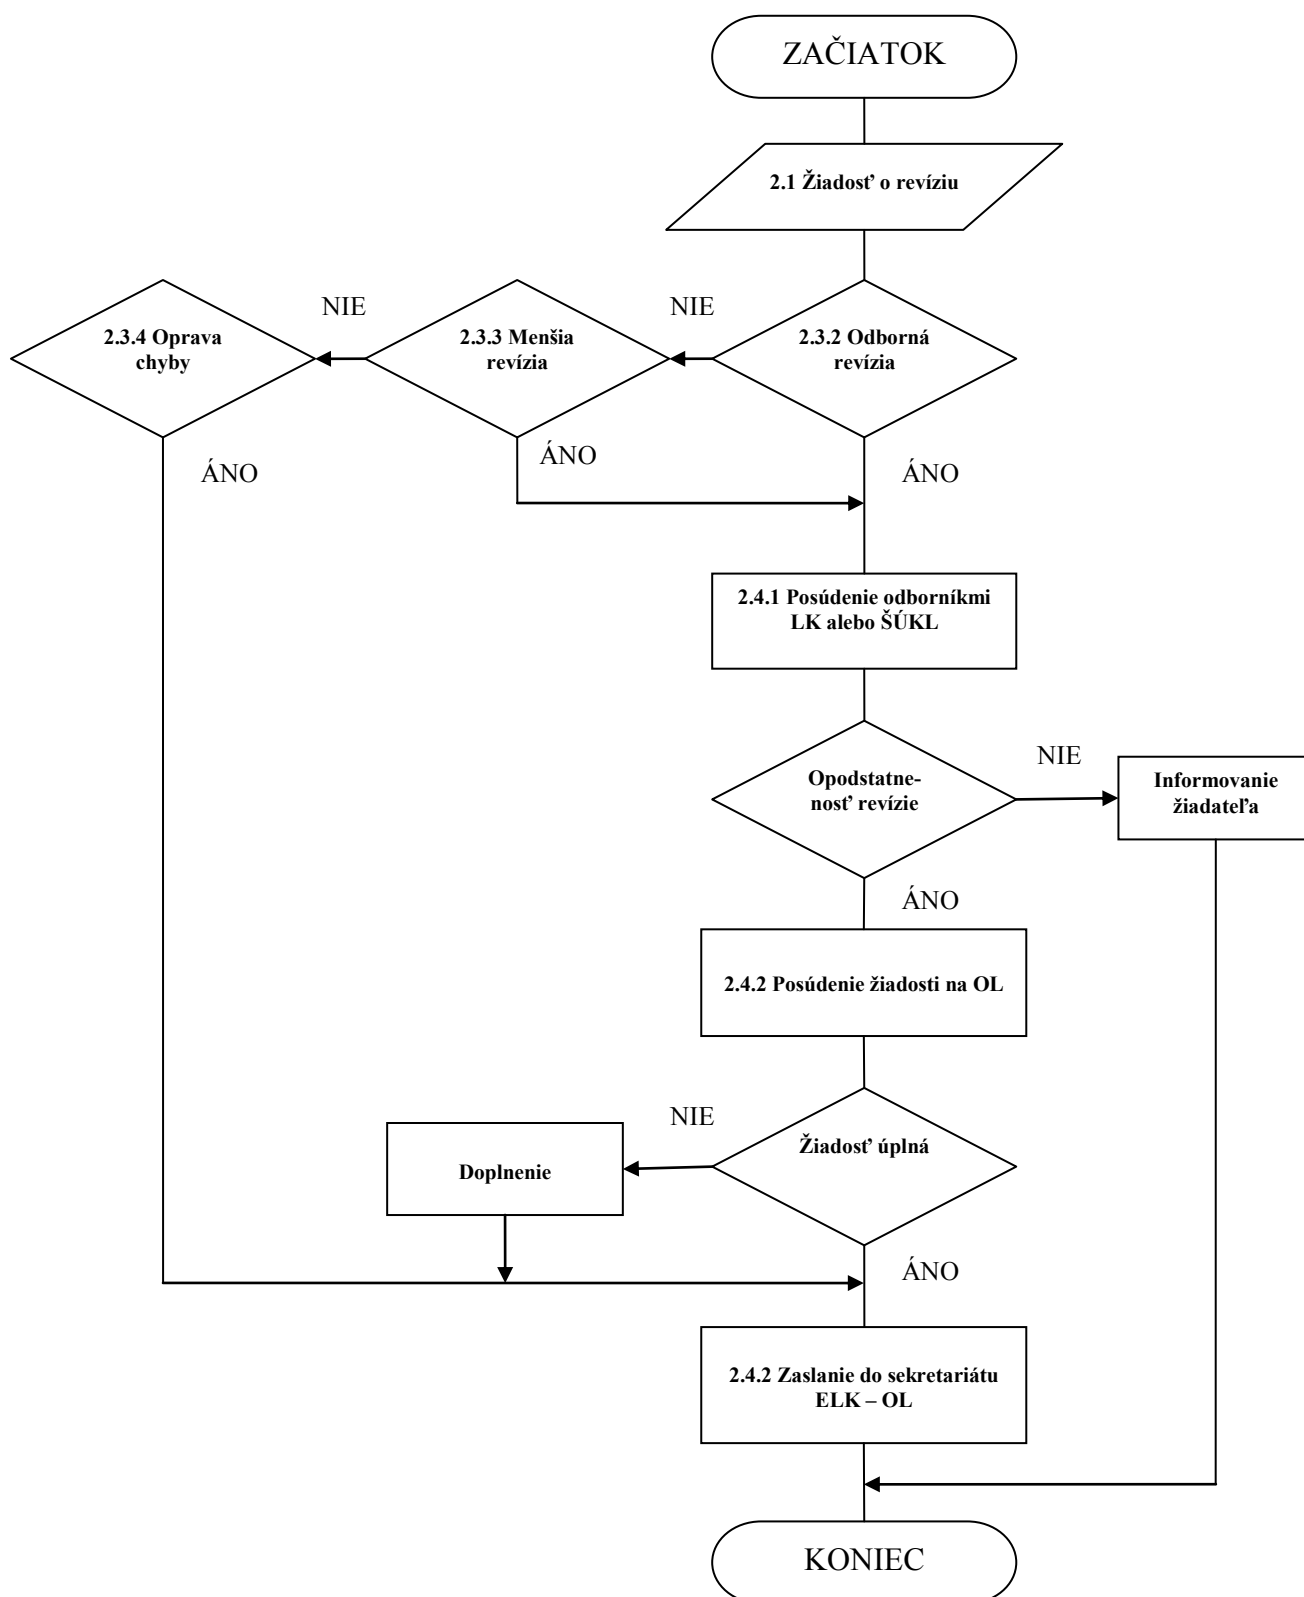 ZAČIATOK
2.1 Žiadosť o revíziu
NIE
NIE
2.3.4 Oprava
chyby
2.3.3 Menšia
revízia
2.3.2 Odborná
revízia
ÁNO
ÁNO
ÁNO
2.4.1 Posúdenie odborníkmi
LK alebo ŠÚKL
Opodstatne-
nosť revízie
NIE
Informovanie
žiadateľa
ÁNO
2.4.2 Posúdenie žiadosti na OL
NIE
Žiadosť úplná
Doplnenie
ÁNO
2.4.2 Zaslanie do sekretariátu
ELK – OL
KONIEC